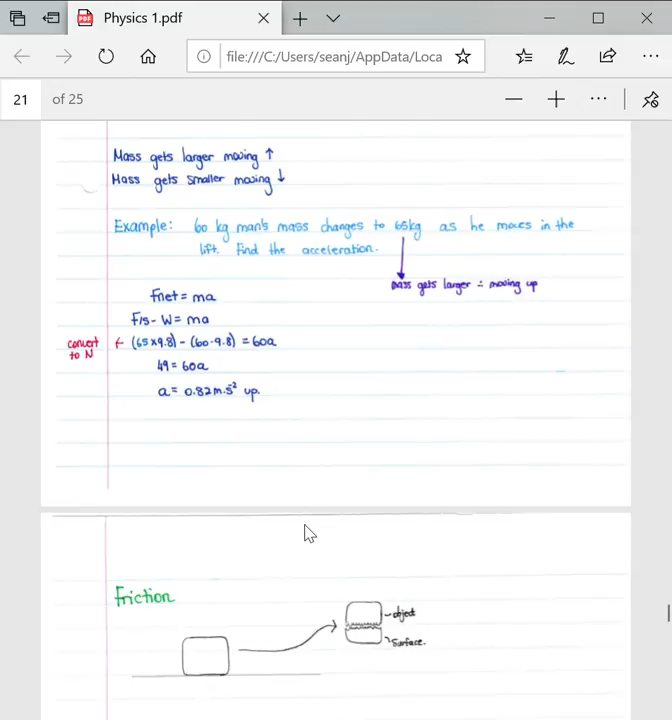 Physics 1.pdf
file:///C:/Users/seanj/AppData/Loca
21 of 25
Mass gets larger moving ↑
Mass gets smaller moving ↓
Example: 60 kg man's mass changes to 65kg as he moves in the
lift. Find the acceleration.
mass gets larger ∴ moving up
Fnet = ma
F/s - W = ma
convert
to N
← (65×9.8) - (60·9.8) = 60a
49 = 60a
a = 0.82m.s⁻² up.
Friction
object
surface.